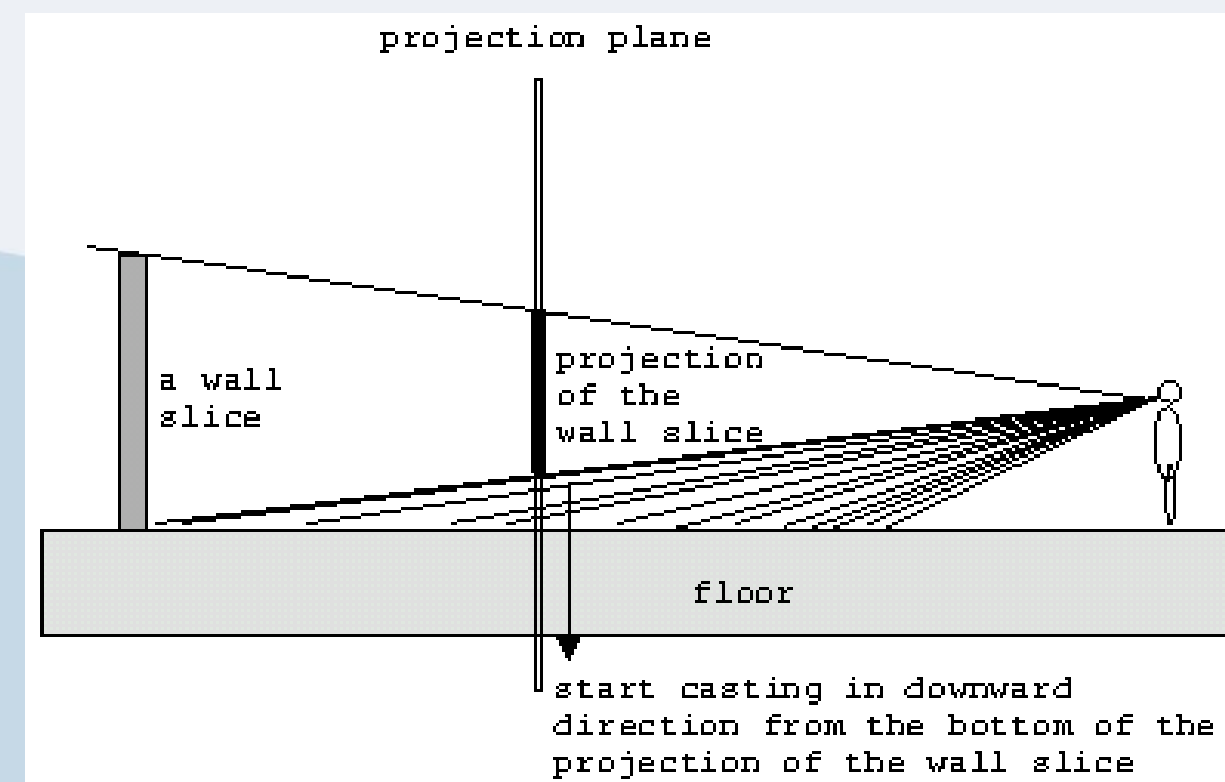 projection plane
a wall
slice
projection
of the
wall slice
floor
start casting in downward
direction from the bottom of the
projection of the wall slice